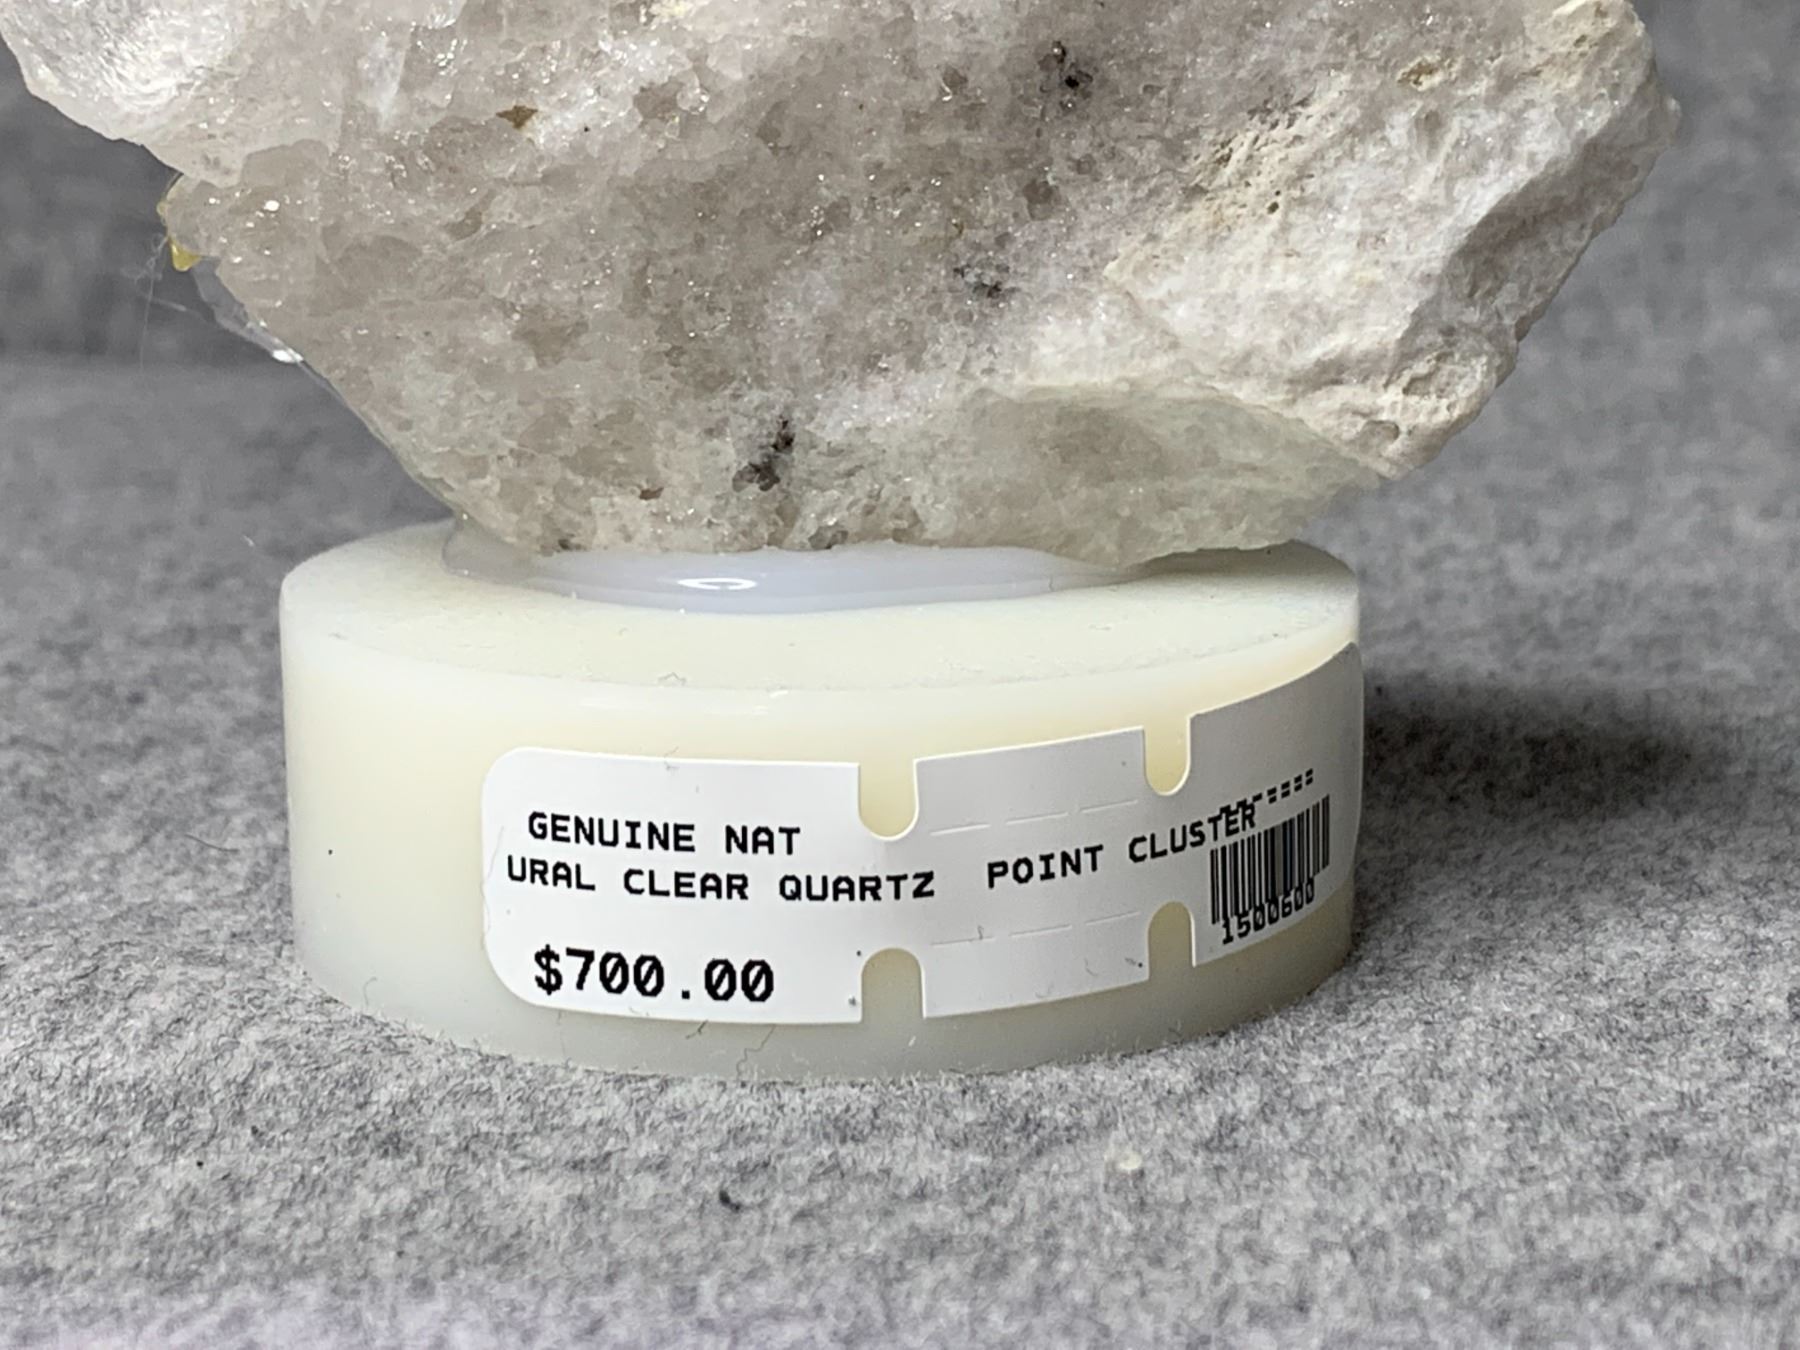 GENUINE NAT
URAL CLEAR QUARTZ POINT CLUSTER
$700.00
1500600